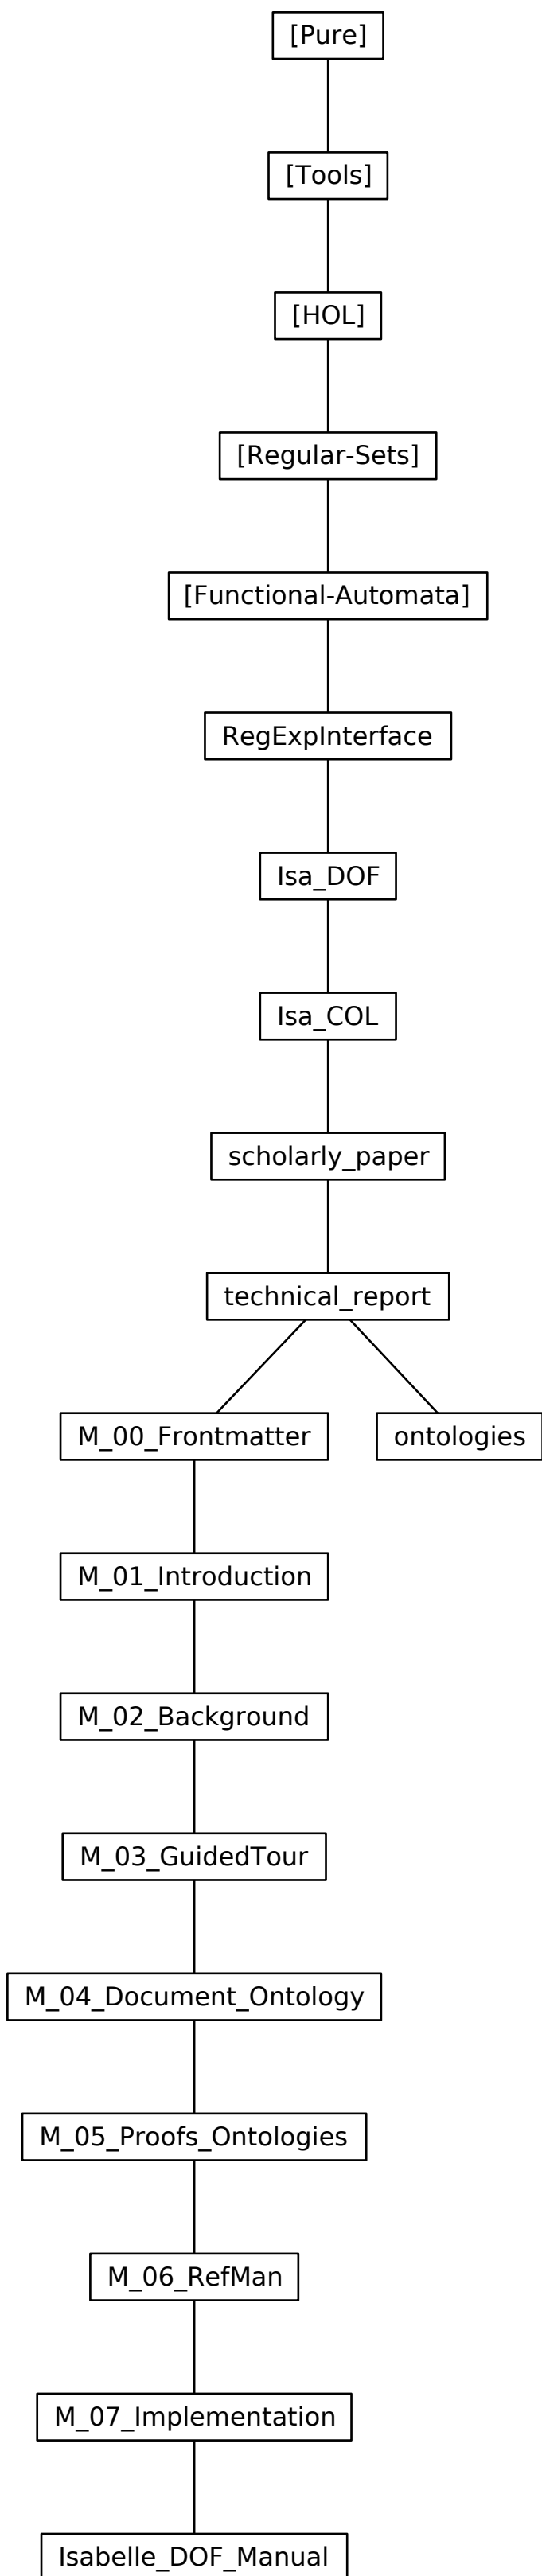 [Pure]
[Tools]
[HOL]
[Regular-Sets]
[Functional-Automata]
RegExpInterface
Isa_DOF
Isa_COL
scholarly_paper
technical_report
M_00_Frontmatter
ontologies
M_01_Introduction
M_02_Background
M_03_GuidedTour
M_04_Document_Ontology
M_05_Proofs_Ontologies
M_06_RefMan
M_07_Implementation
Isabelle_DOF_Manual